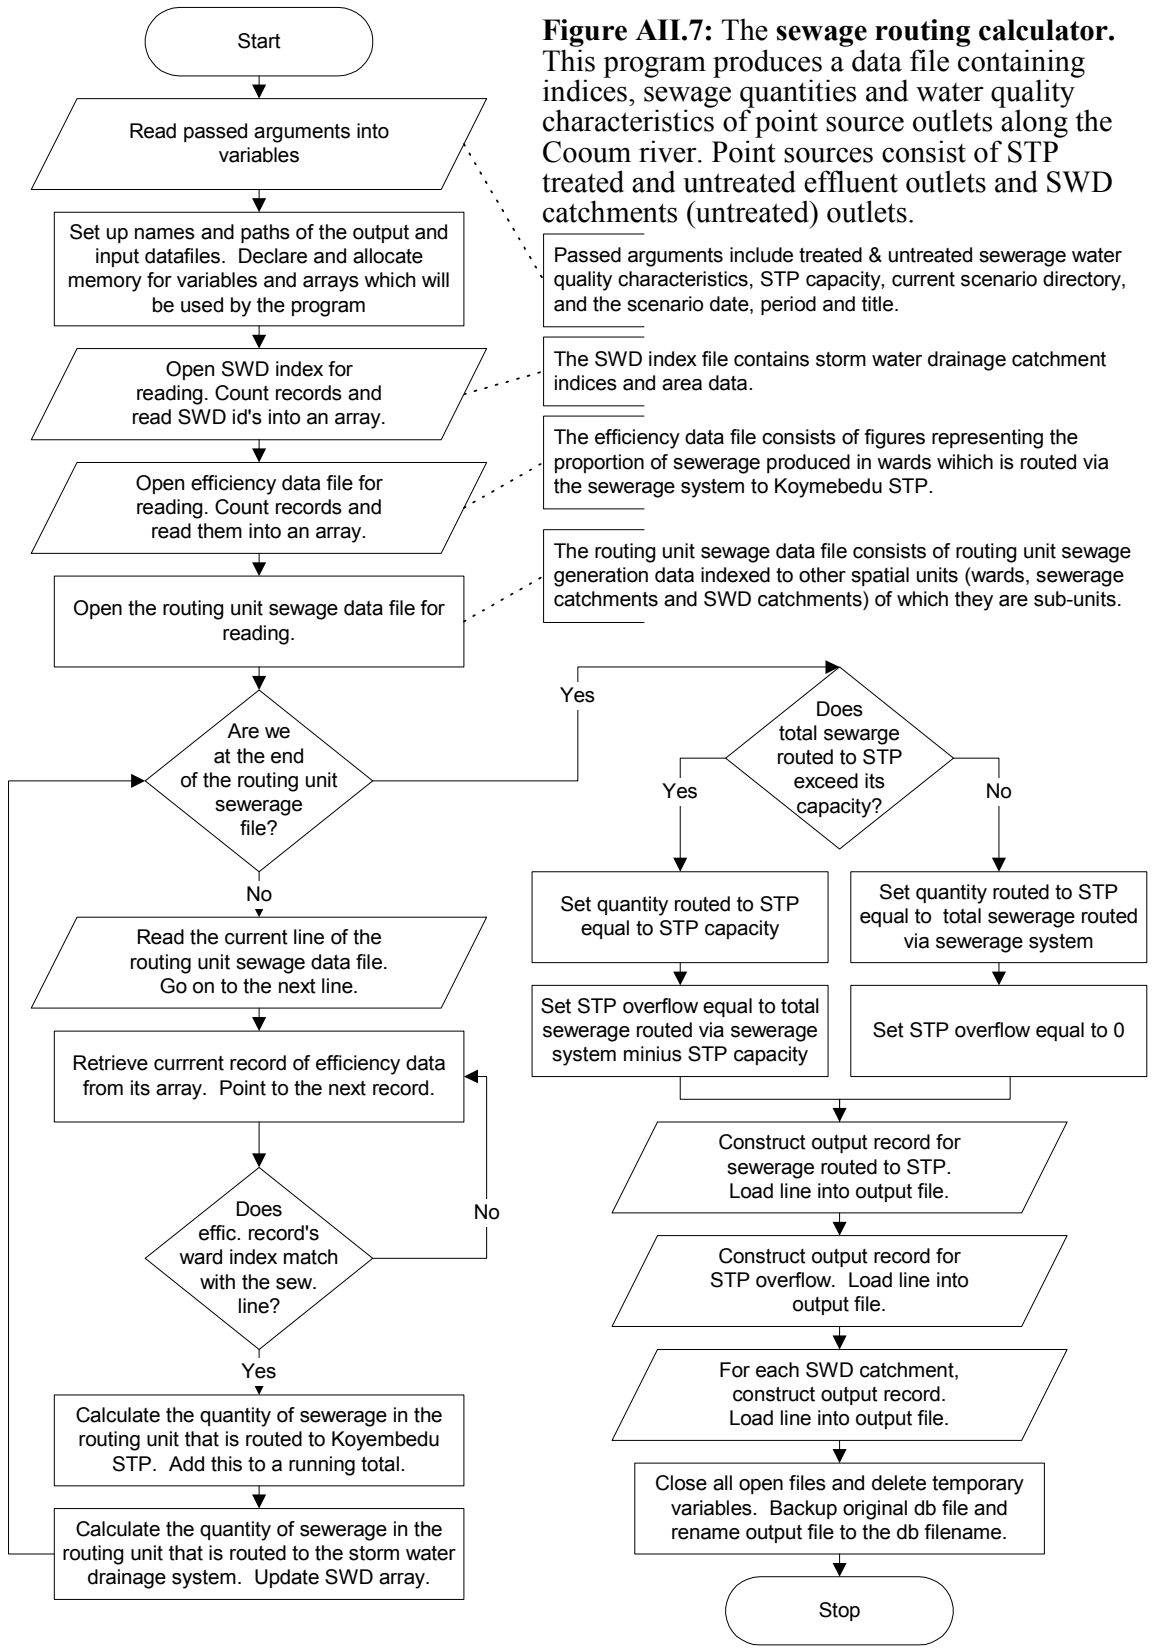 Figure AII.7: The sewage routing calculator.
This program produces a data file containing
indices, sewage quantities and water quality
characteristics of point source outlets along the
Cooum river. Point sources consist of STP
treated and untreated effluent outlets and SWD
catchments (untreated) outlets.
Start
Read passed arguments into
variables
Set up names and paths of the output and
input datafiles. Declare and allocate
memory for variables and arrays which will
be used by the program
Passed arguments include treated & untreated sewerage water
quality characteristics, STP capacity, current scenario directory,
and the scenario date, period and title.
Open SWD index for
reading. Count records and
read SWD id's into an array.
The SWD index file contains storm water drainage catchment
indices and area data.
Open efficiency data file for
reading. Count records and
read them into an array.
The efficiency data file consists of figures representing the
proportion of sewerage produced in wards wihich is routed via
the sewerage system to Koymebedu STP.
Open the routing unit sewage data file for
reading.
The routing unit sewage data file consists of routing unit sewage
generation data indexed to other spatial units (wards, sewerage
catchments and SWD catchments) of which they are sub-units.
Are we
at the end
of the routing unit
sewerage
file?
Yes
No
Read the current line of the
routing unit sewage data file.
Go on to the next line.
Retrieve currrent record of efficiency data
from its array. Point to the next record.
Does
effic. record's
ward index match
with the sew.
line?
No
Yes
Calculate the quantity of sewerage in the
routing unit that is routed to Koyembedu
STP. Add this to a running total.
Calculate the quantity of sewerage in the
routing unit that is routed to the storm water
drainage system. Update SWD array.
Does
total sewarge
routed to STP
exceed its
capacity?
Yes
No
Set quantity routed to STP
equal to STP capacity
Set quantity routed to STP
equal to total sewerage routed
via sewerage system
Set STP overflow equal to total
sewerage routed via sewerage
system minius STP capacity
Set STP overflow equal to 0
Construct output record for
sewerage routed to STP.
Load line into output file.
Construct output record for
STP overflow. Load line into
output file.
For each SWD catchment,
construct output record.
Load line into output file.
Close all open files and delete temporary
variables. Backup original db file and
rename output file to the db filename.
Stop